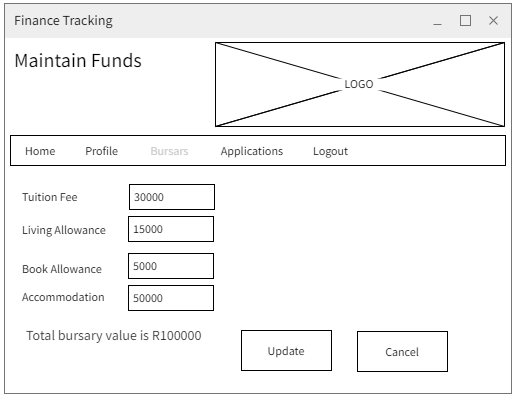 Finance Tracking
Maintain Funds
LOGO
Home Profile Bursars Applications Logout
Tuition Fee 30000
Living Allowance 15000
Book Allowance 5000
Accommodation 50000
Total bursary value is R100000
Update Cancel